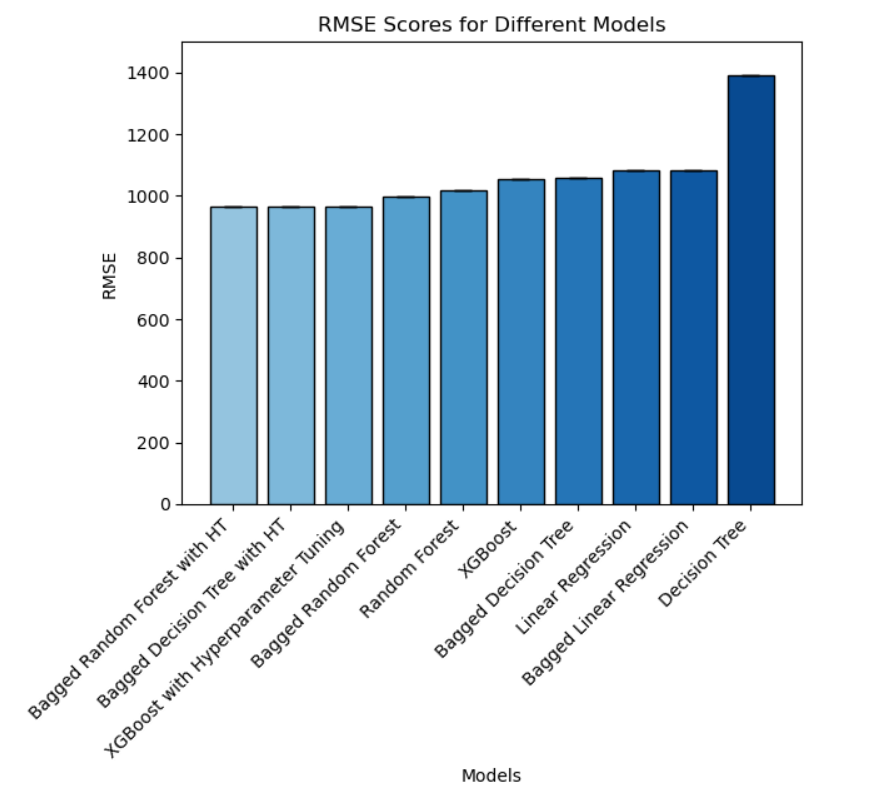 RMSE Scores for Different Models
1400
1200
1000
800
600
400
200
0
RMSE
Bagged Random Forest with HT
Bagged Decision Tree with HT
XGBoost with Hyperparameter Tuning
Bagged Random Forest
Random Forest
XGBoost
Bagged Decision Tree
Linear Regression
Bagged Linear Regression
Decision Tree
Models